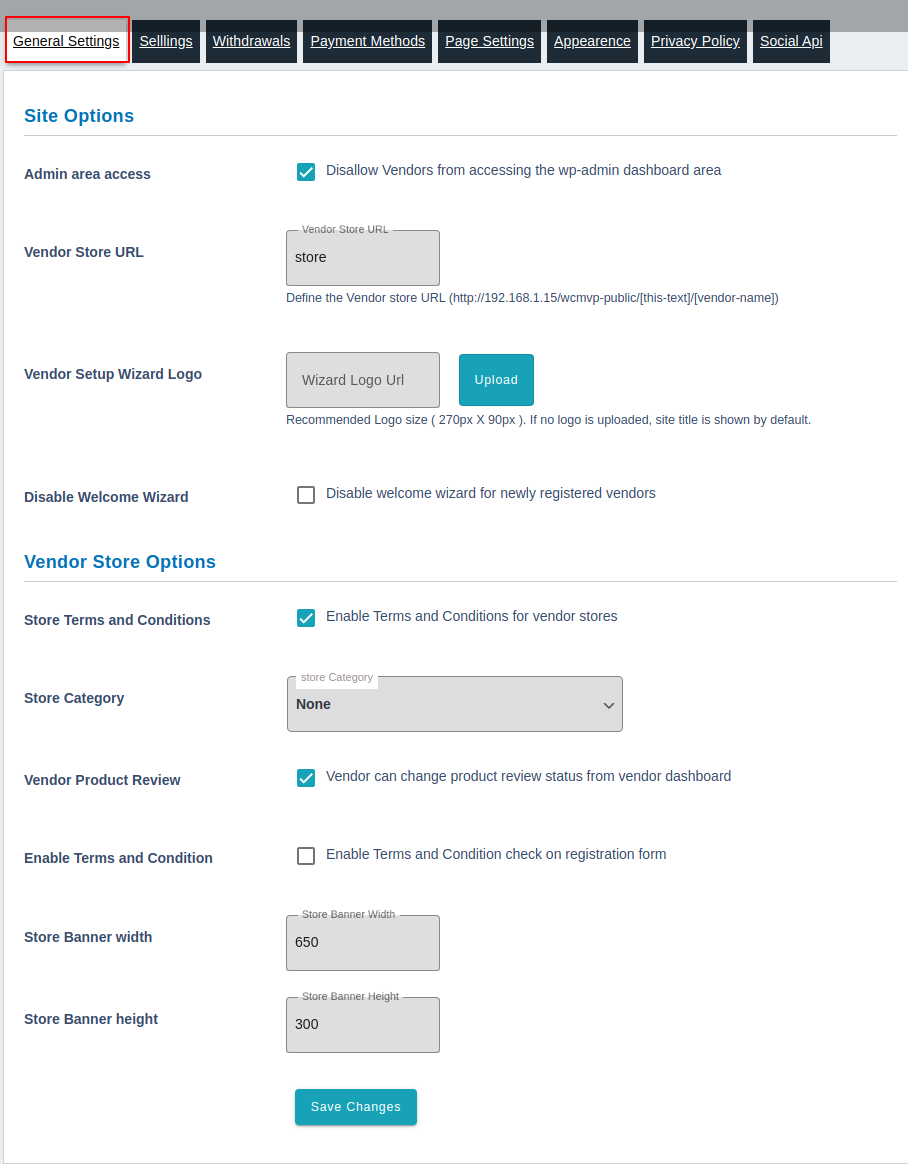 General Settings Selllings Withdrawals Payment Methods Page Settings Appearence Privacy Policy Social Api
Site Options
Admin area access Disallow Vendors from accessing the wp-admin dashboard area
Vendor Store URL
Vendor Store URL store
Define the Vendor store URL (http://192.168.1.15/wcmvp-public/[this-text]/[vendor-name])
Vendor Setup Wizard Logo Wizard Logo Url Upload
Recommended Logo size ( 270px X 90px ). If no logo is uploaded, site title is shown by default.
Disable Welcome Wizard Disable welcome wizard for newly registered vendors
Vendor Store Options
Store Terms and Conditions Enable Terms and Conditions for vendor stores
store Category
Store Category None
Vendor Product Review Vendor can change product review status from vendor dashboard
Enable Terms and Condition Enable Terms and Condition check on registration form
Store Banner Width
Store Banner width 650
Store Banner Height
Store Banner height 300
Save Changes